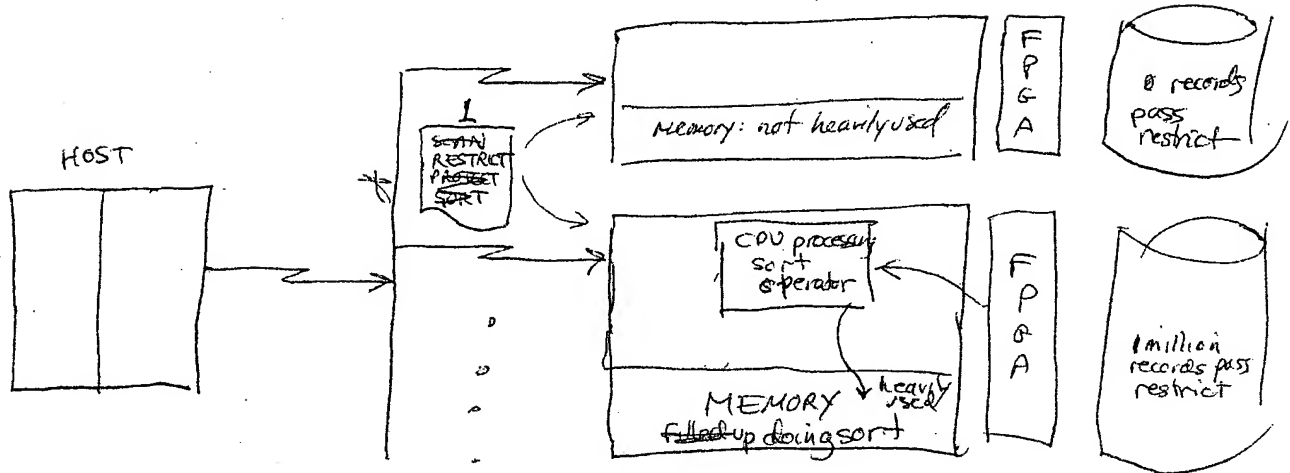 HOST
1
SCAN
RESTRICT
PROJECT
SORT
Memory: not heavily used
F
P
G
A
0 records
pass
restrict
CPU processing
sort
operator
heavily
used
MEMORY
filled up doing sort
F
P
G
A
1 million
records pass
restrict